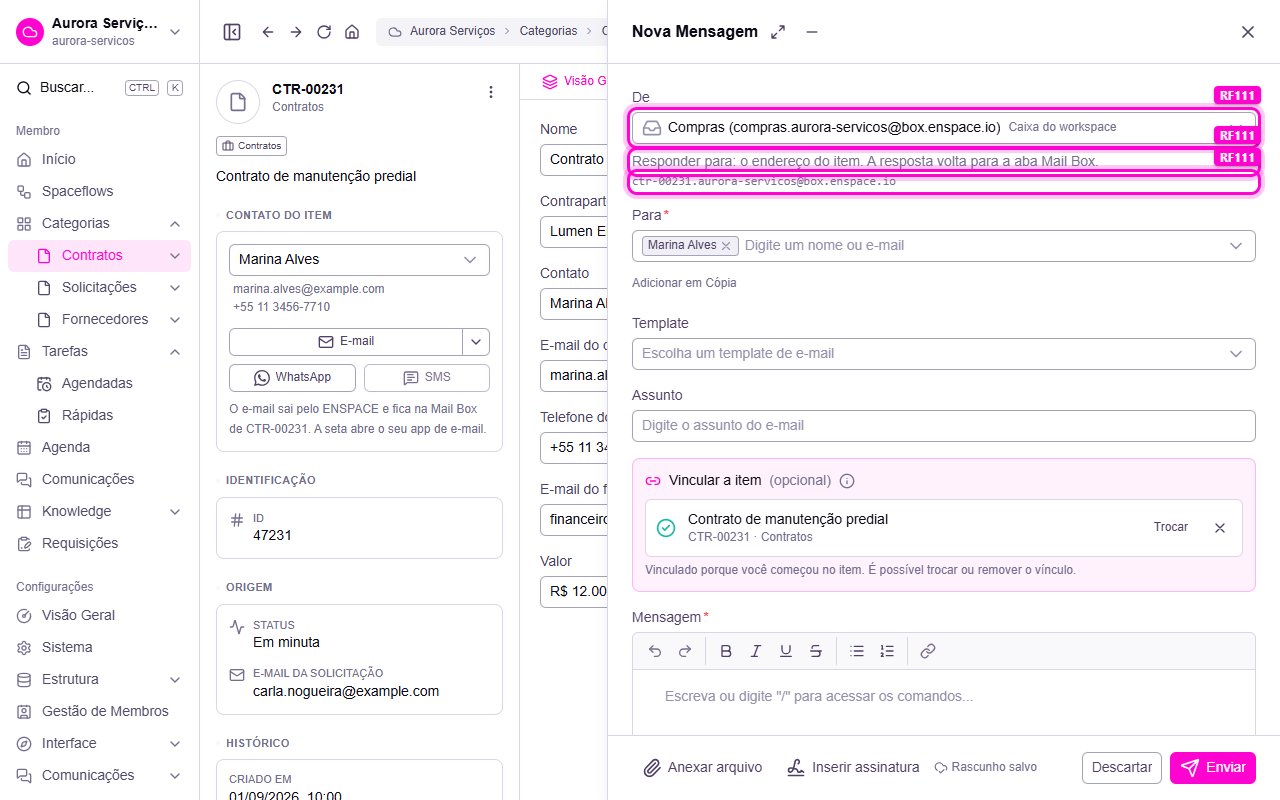 Aurora Serviç...
aurora-servicos
Buscar...
CTRL
K
Membro
Início
Spaceflows
Categorias
Contratos
Solicitações
Fornecedores
Tarefas
Agendadas
Rápidas
Agenda
Comunicações
Knowledge
Requisições
Configurações
Visão Geral
Sistema
Estrutura
Gestão de Membros
Interface
Comunicações
Aurora Serviços
Categorias
CTR-00231
Contratos
Contratos
Contrato de manutenção predial
CONTATO DO ITEM
Marina Alves
marina.alves@example.com
+55 11 3456-7710
E-mail
WhatsApp
SMS
O e-mail sai pelo ENSPACE e fica na Mail Box
de CTR-00231. A seta abre o seu app de e-mail.
IDENTIFICAÇÃO
ID
47231
ORIGEM
STATUS
Em minuta
E-MAIL DA SOLICITAÇÃO
carla.nogueira@example.com
HISTÓRICO
CRIADO EM
01/09/2026, 10:00
Visão G
Nome
Contrato
Contrapart
Lumen E
Contato
Marina Al
E-mail do c
marina.al
Telefone do
+55 11 34
E-mail do f
financeiro
Valor
R$ 12.00
Nova Mensagem
De
RF111
Compras (compras.aurora-servicos@box.enspace.io) Caixa do workspace
RF111
Responder para: o endereço do item. A resposta volta para a aba Mail Box.
RF111
ctr-00231.aurora-servicos@box.enspace.io
Para*
Marina Alves
Digite um nome ou e-mail
Adicionar em Cópia
Template
Escolha um template de e-mail
Assunto
Digite o assunto do e-mail
Vincular a item (opcional)
Contrato de manutenção predial
CTR-00231 · Contratos
Trocar
Vinculado porque você começou no item. É possível trocar ou remover o vínculo.
Mensagem*
Escreva ou digite "/" para acessar os comandos...
Anexar arquivo
Inserir assinatura
Rascunho salvo
Descartar
Enviar